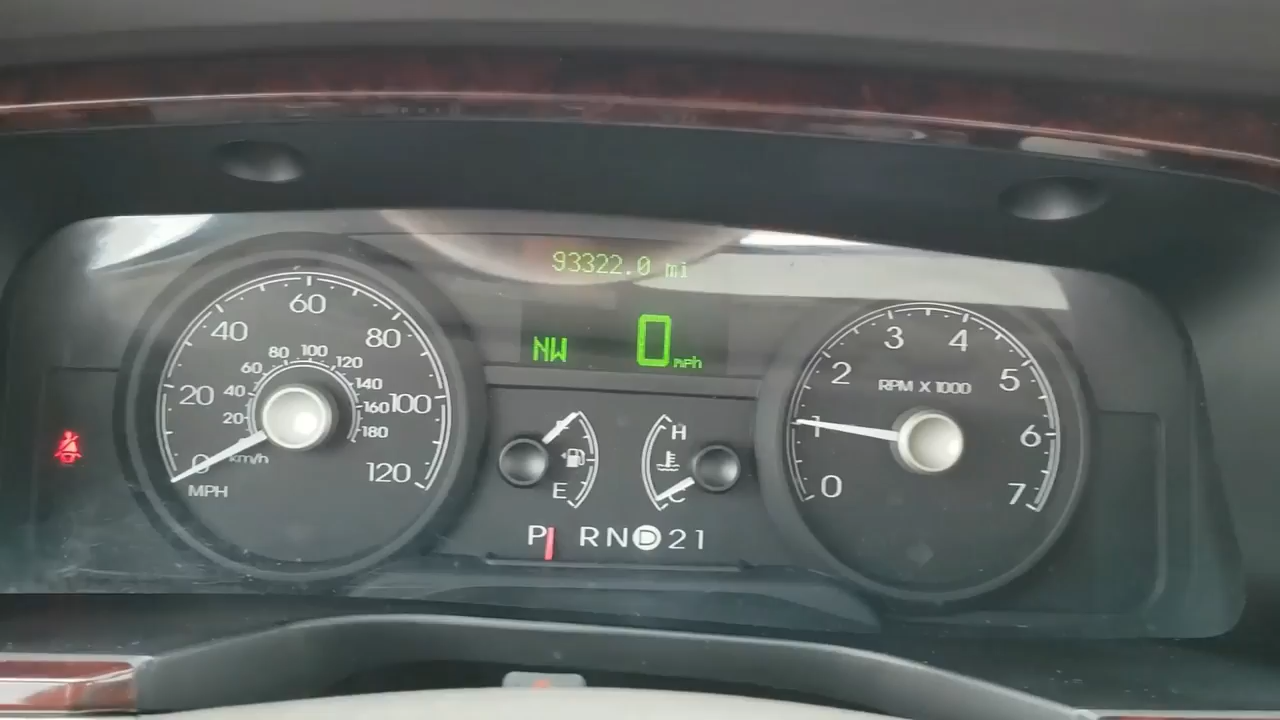 93322.0 mi
NW 0 mph
0 20 40 60 80 100 120
MPH
20 40 60 80 100 120 140 160 180
km/h
F
E
H
C
P R N D 2 1
0 1 2 3 4 5 6 7
RPM X 1000